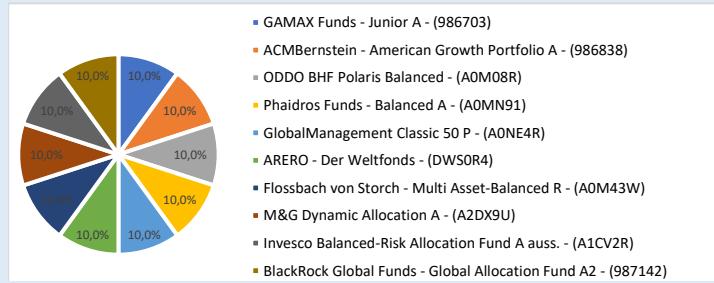 GAMAX Funds - Junior A - (986703)
ACMBernstein - American Growth Portfolio A - (986838)
ODDO BHF Polaris Balanced - (A0M08R)
Phaidros Funds - Balanced A - (A0MN91)
GlobalManagement Classic 50 P - (A0NE4R)
ARERO - Der Weltfonds - (DWS0R4)
Flossbach von Storch - Multi Asset-Balanced R - (A0M43W)
M&G Dynamic Allocation A - (A2DX9U)
Invesco Balanced-Risk Allocation Fund A auss. - (A1CV2R)
BlackRock Global Funds - Global Allocation Fund A2 - (987142)
10,0%
10,0%
10,0%
10,0%
10,0%
10,0%
10,0%
10,0%
10,0%
10,0%